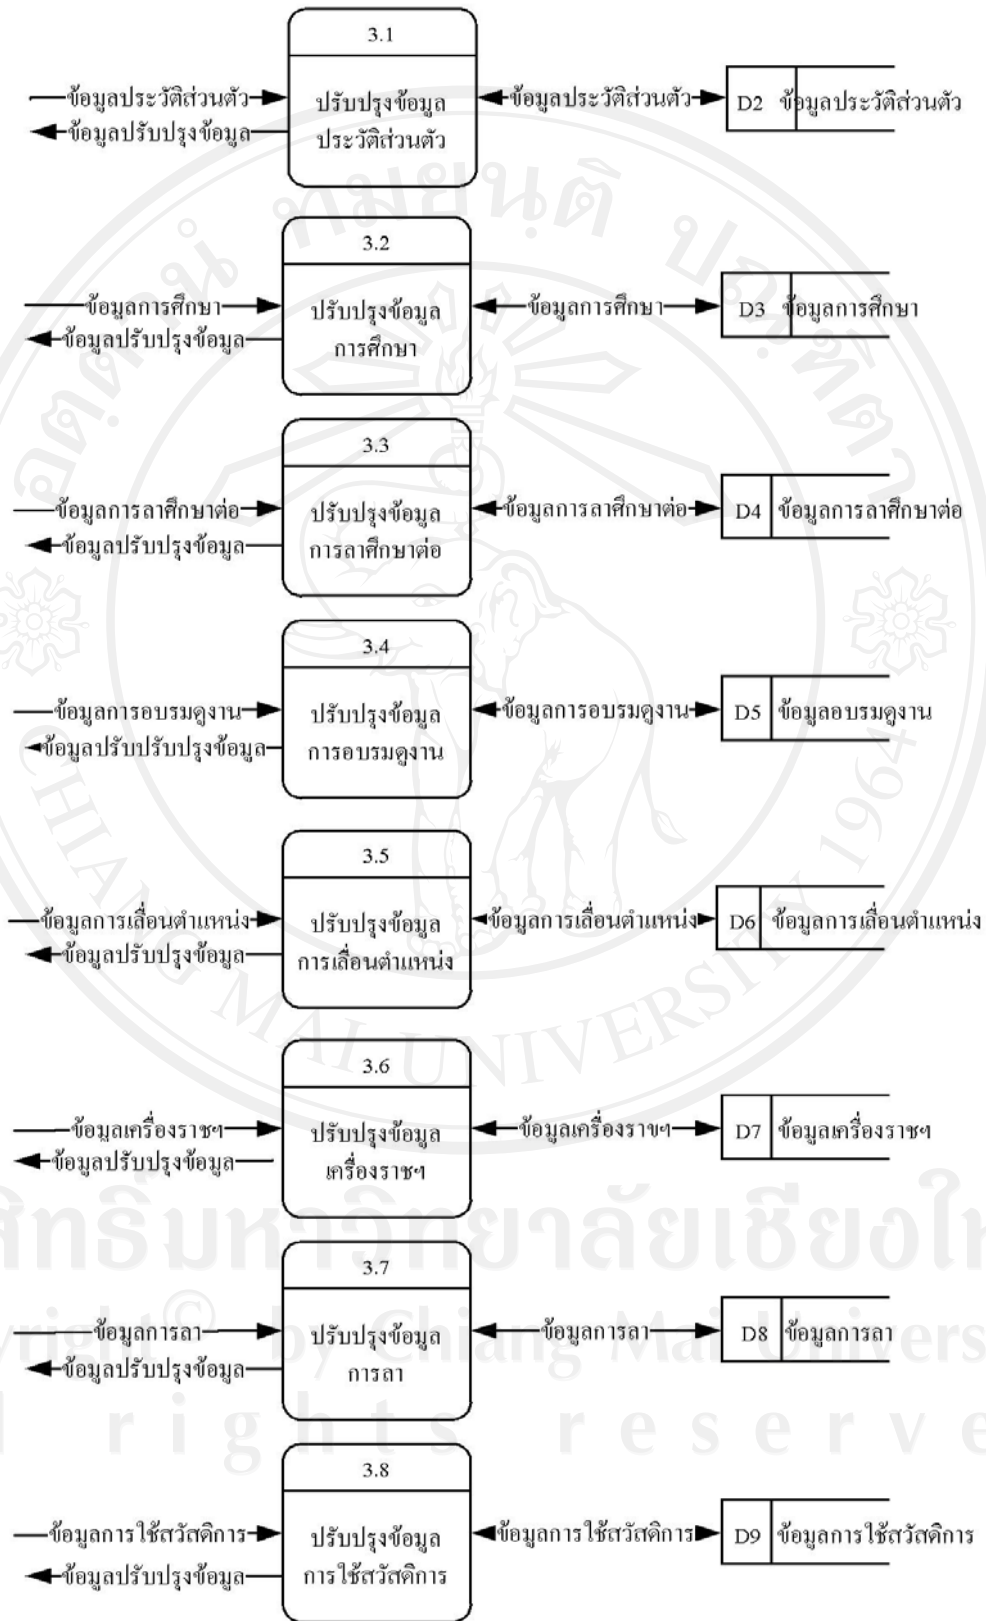 3.1
ข้อมูลประวัติส่วนตัว
ปรับปรุงข้อมูล
ข้อมูลประวัติส่วนตัว
D2 ข้อมูลประวัติส่วนตัว
ข้อมูลปรับปรุงข้อมูล
ประวัติส่วนตัว
3.2
ข้อมูลการศึกษา
ปรับปรุงข้อมูล
ข้อมูลการศึกษา
D3 ข้อมูลการศึกษา
ข้อมูลปรับปรุงข้อมูล
การศึกษา
3.3
ข้อมูลการลาศึกษาต่อ
ปรับปรุงข้อมูล
ข้อมูลการลาศึกษาต่อ
D4 ข้อมูลการลาศึกษาต่อ
ข้อมูลปรับปรุงข้อมูล
การลาศึกษาต่อ
3.4
ข้อมูลการอบรมดูงาน
ปรับปรุงข้อมูล
ข้อมูลการอบรมดูงาน
D5 ข้อมูลอบรมดูงาน
ข้อมูลปรับปรับปรุงข้อมูล
การอบรมดูงาน
3.5
ข้อมูลการเลื่อนตำแหน่ง
ปรับปรุงข้อมูล
ข้อมูลการเลื่อนตำแหน่ง
D6 ข้อมูลการเลื่อนตำแหน่ง
ข้อมูลปรับปรุงข้อมูล
การเลื่อนตำแหน่ง
3.6
ข้อมูลเครื่องราชฯ
ปรับปรุงข้อมูล
ข้อมูลเครื่องราขฯ
D7 ข้อมูลเครื่องราชฯ
ข้อมูลปรับปรุงข้อมูล
เครื่องราชฯ
3.7
ข้อมูลการลา
ปรับปรุงข้อมูล
ข้อมูลการลา
D8 ข้อมูลการลา
ข้อมูลปรับปรุงข้อมูล
การลา
3.8
ข้อมูลการใช้สวัสดิการ
ปรับปรุงข้อมูล
ข้อมูลการใช้สวัสดิการ
D9 ข้อมูลการใช้สวัสดิการ
ข้อมูลปรับปรุงข้อมูล
การใช้สวัสดิการ
CHIANG MAI UNIVERSITY 1964
by Chiang Mai
rights